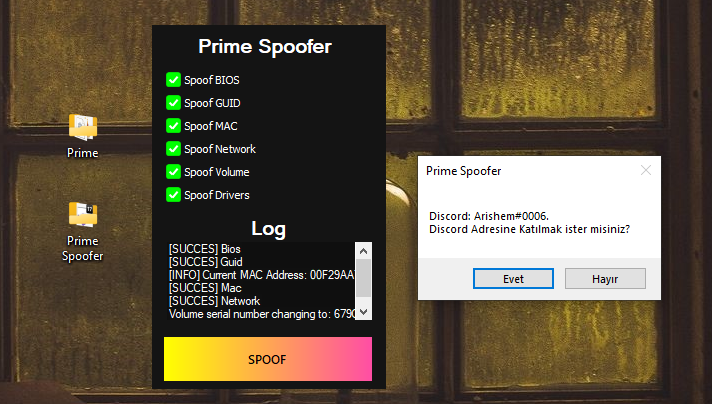 Prime
Prime
Spoofer
Prime Spoofer
Spoof BIOS
Spoof GUID
Spoof MAC
Spoof Network
Spoof Volume
Spoof Drivers
Log
[SUCCES] Bios
[SUCCES] Guid
[INFO] Current MAC Address: 00F29AA
[SUCCES] Mac
[SUCCES] Network
Volume serial number changing to: 679
SPOOF
Prime Spoofer
Discord: Arishem#0006.
Discord Adresine Katılmak ister misiniz?
Evet
Hayır